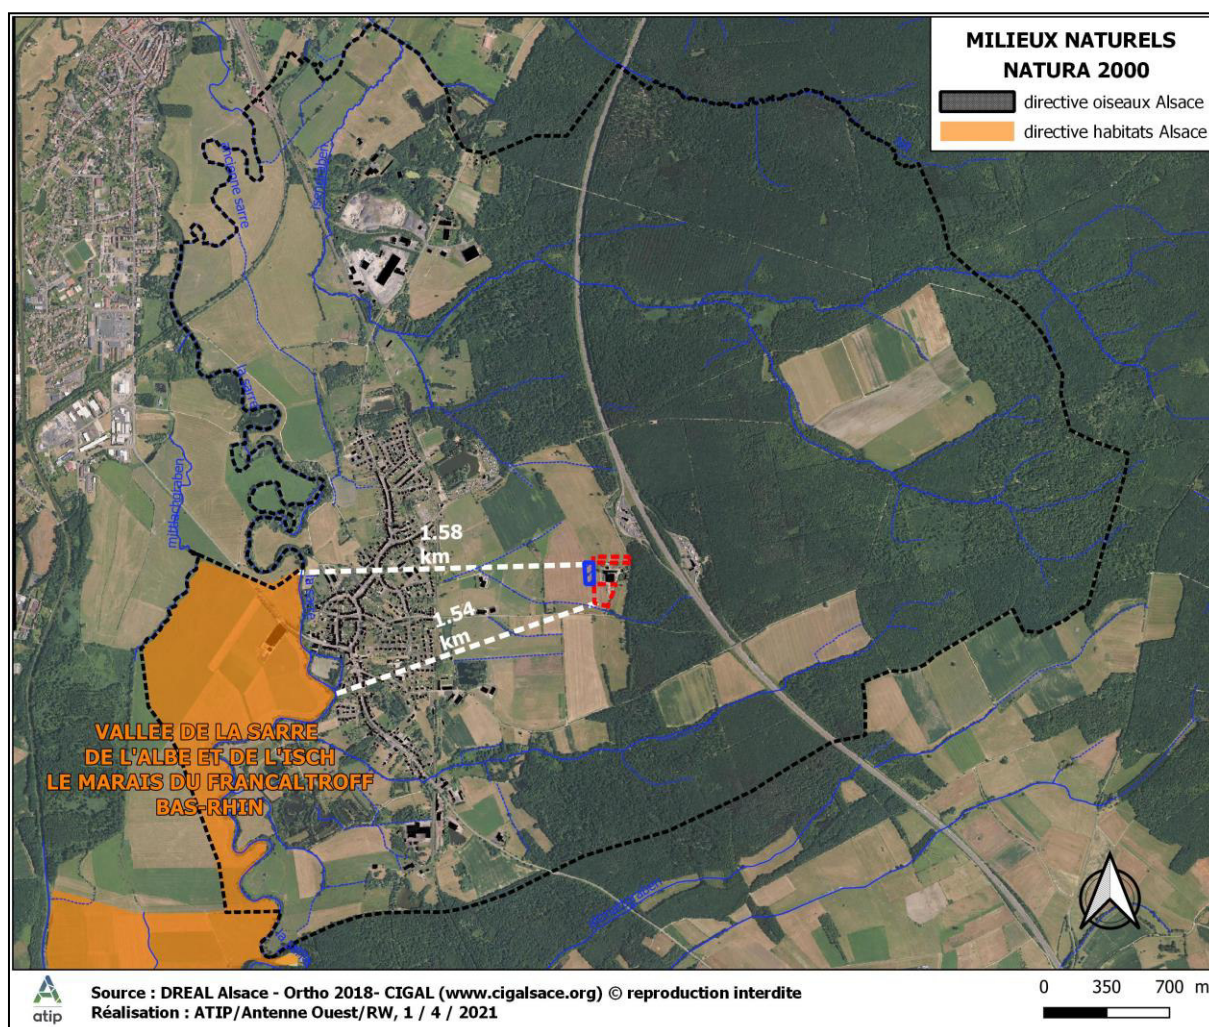 MILIEUX NATURELS
NATURA 2000
directive oiseaux Alsace
directive habitats Alsace
ancienne sarre
la sarre
mittlachgraben
1.58
km
1.54
km
VALLEE DE LA SARRE
DE L'ALBE ET DE L'ISCH
LE MARAIS DU FRANCALTROFF
BAS-RHIN
la sarre
0 350 700 m
atip
Source : DREAL Alsace - Ortho 2018- CIGAL (www.cigalsace.org) © reproduction interdite
Réalisation : ATIP/Antenne Ouest/RW, 1 / 4 / 2021